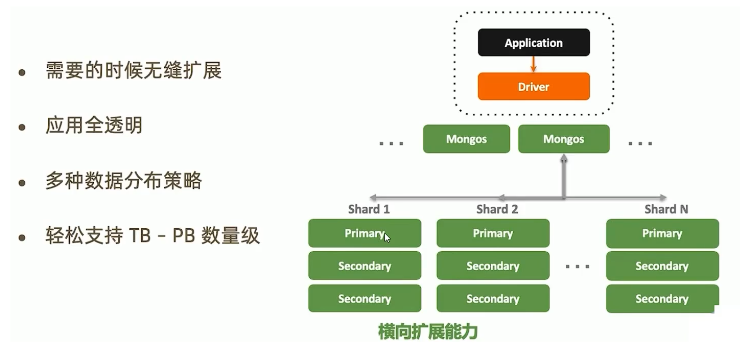 需要的时候无缝扩展
应用全透明
多种数据分布策略
轻松支持 TB – PB 数量级
Application
Driver
... Mongos Mongos ...
Shard 1 Shard 2 Shard N
Primary Primary Primary
Secondary Secondary ... Secondary
Secondary Secondary Secondary
横向扩展能力